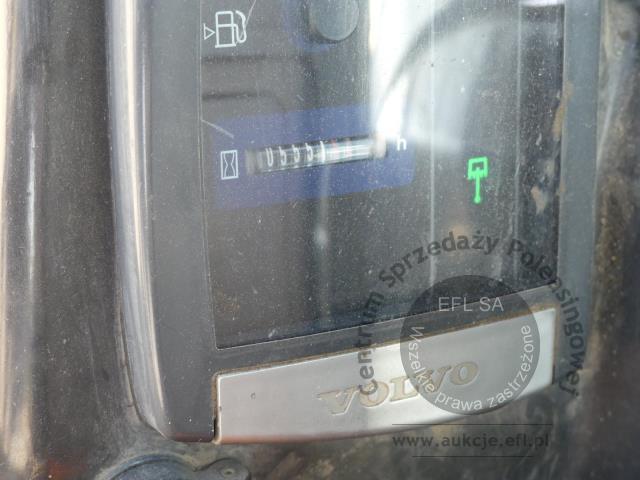 h
VOLVO
Centrum Sprzedaży Poleasingowej
EFL SA
Wszelkie prawa zastrzeżone
www.aukcje.efl.pl